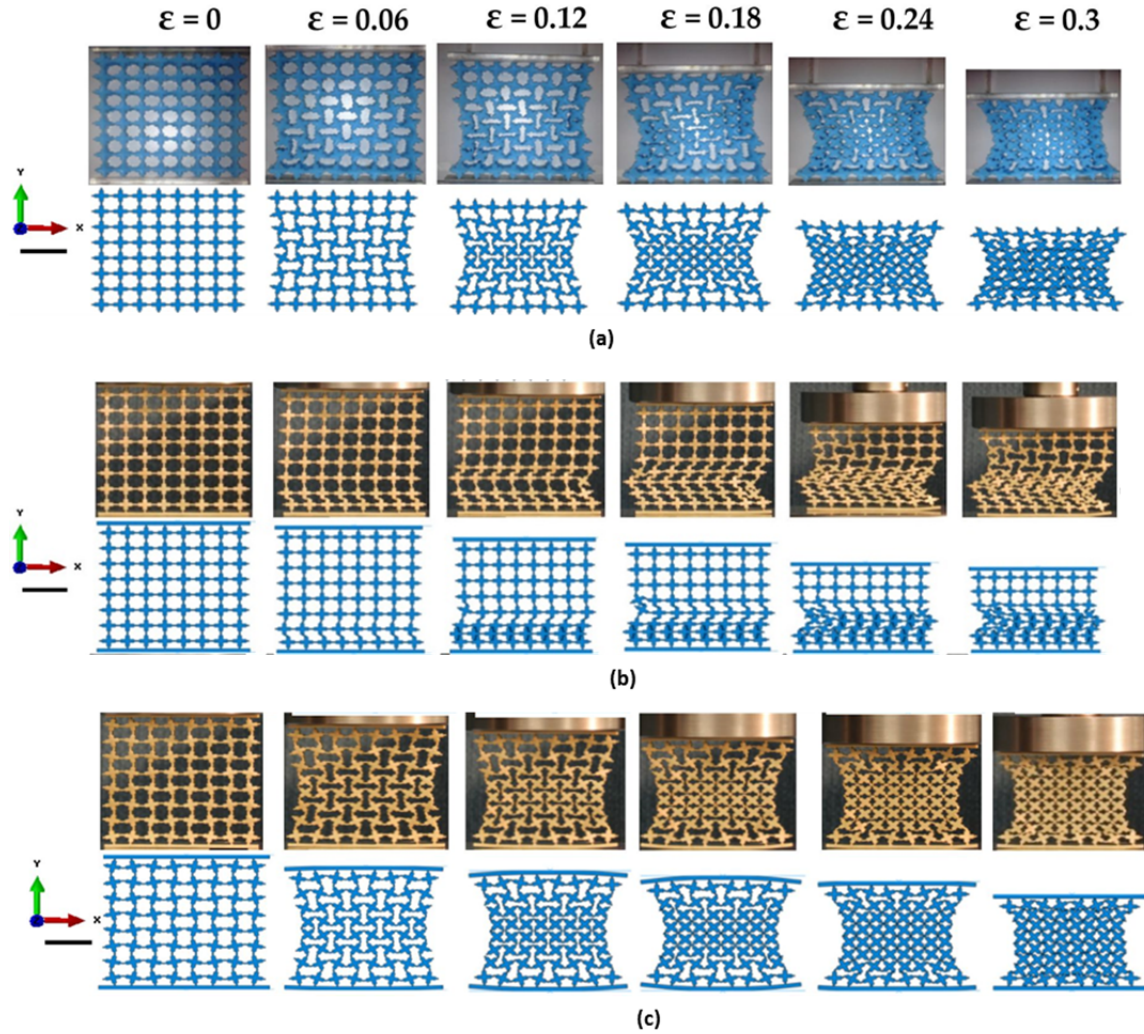 ε = 0 ε = 0.06 ε = 0.12 ε = 0.18 ε = 0.24 ε = 0.3
Y
X
(a)
Y
X
(b)
Y
X
(c)